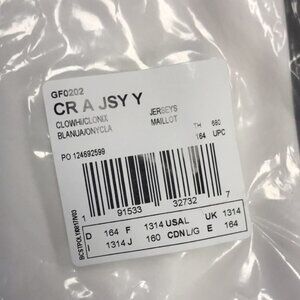 GF0202
CR A JSY Y
CLOWHI/CLONIX JERSEYS
BLANUA/ONYCLA MAILLOT
TH 680
164 UPC
PO 124692599
1 91533 32732 7
D 164 F 1314 USA L UK 1314
I 1314 J 160 CDN L/G E 164